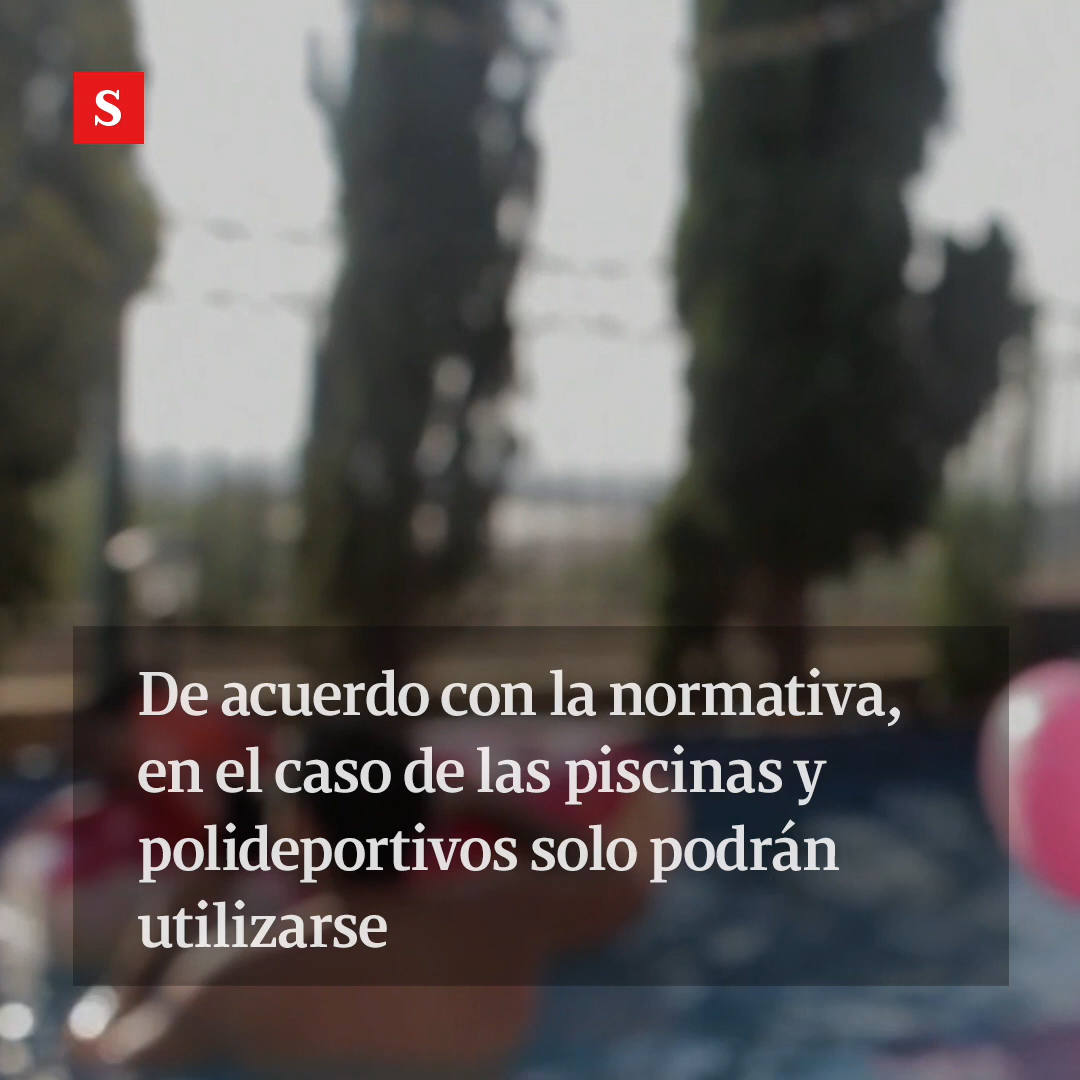 S
De acuerdo con la normativa,
en el caso de las piscinas y
polideportivos solo podrán
utilizarse